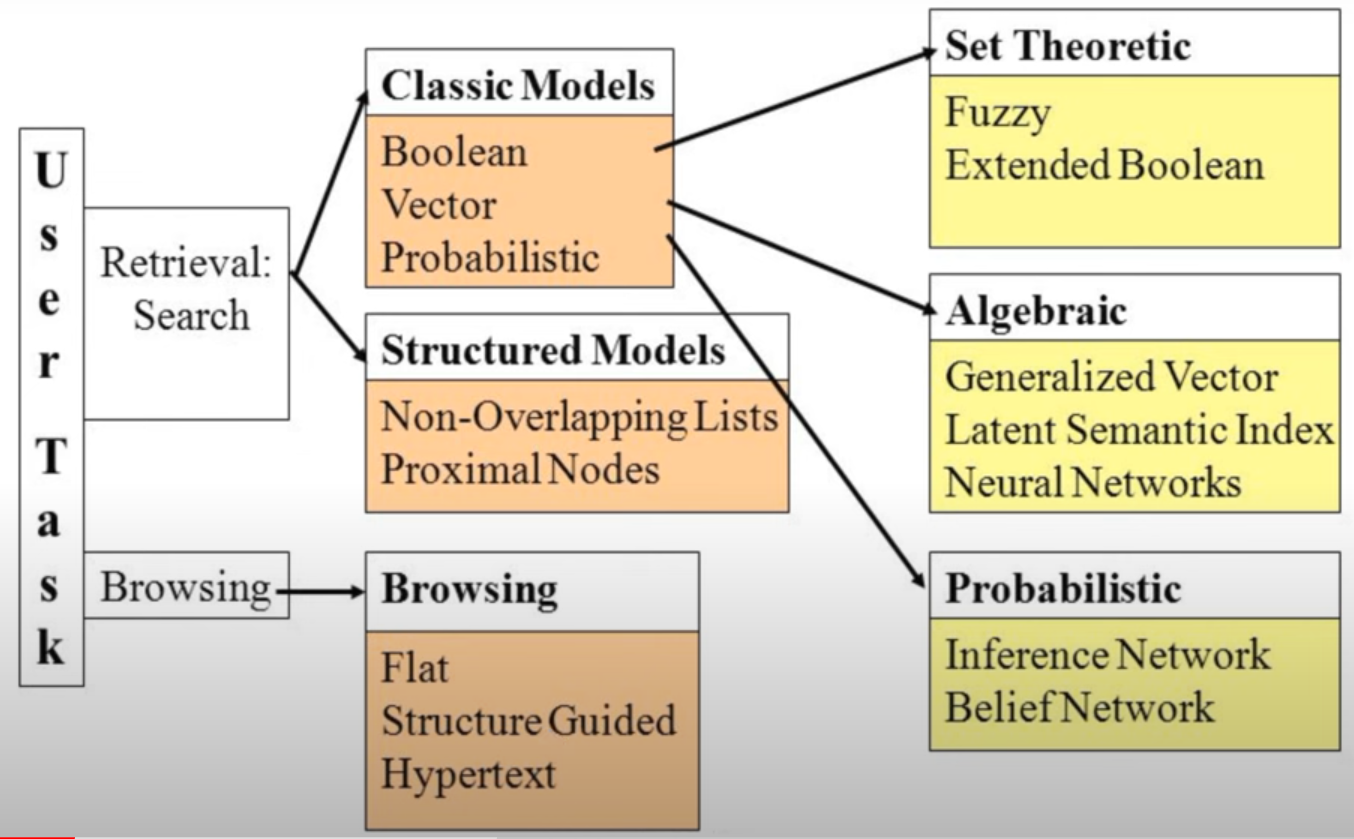 User Task
Retrieval:
Search
Browsing
Classic Models
Boolean
Vector
Probabilistic
Structured Models
Non-Overlapping Lists
Proximal Nodes
Browsing
Flat
Structure Guided
Hypertext
Set Theoretic
Fuzzy
Extended Boolean
Algebraic
Generalized Vector
Latent Semantic Index
Neural Networks
Probabilistic
Inference Network
Belief Network